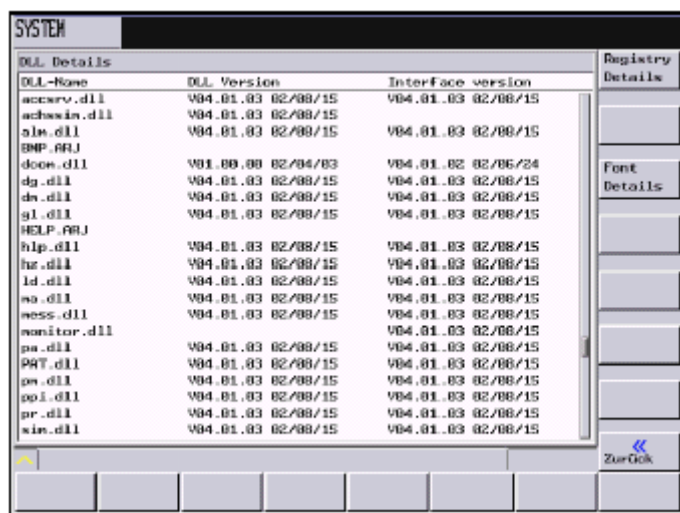 SYSTEM
DLL Details
DLL-Name DLL Version Interface version
accsrv.dll V04.01.03 02/08/15 V04.01.03 02/08/15
achssim.dll V04.01.03 02/08/15
alm.dll V04.01.03 02/08/15 V04.01.03 02/08/15
BMP.ARJ
dcom.dll V01.00.00 02/04/03 V04.01.02 02/06/24
dg.dll V04.01.03 02/08/15 V04.01.03 02/08/15
dm.dll V04.01.03 02/08/15 V04.01.03 02/08/15
gl.dll V04.01.03 02/08/15 V04.01.03 02/08/15
HELP.ARJ
hlp.dll V04.01.03 02/08/15 V04.01.03 02/08/15
hz.dll V04.01.03 02/08/15 V04.01.03 02/08/15
ld.dll V04.01.03 02/08/15 V04.01.03 02/08/15
ma.dll V04.01.03 02/08/15 V04.01.03 02/08/15
mess.dll V04.01.03 02/08/15 V04.01.03 02/08/15
monitor.dll V04.01.03 02/08/15
pa.dll V04.01.03 02/08/15 V04.01.03 02/08/15
PAT.dll V04.01.03 02/08/15 V04.01.03 02/08/15
pm.dll V04.01.03 02/08/15 V04.01.03 02/08/15
ppi.dll V04.01.03 02/08/15 V04.01.03 02/08/15
pr.dll V04.01.03 02/08/15 V04.01.03 02/08/15
sim.dll V04.01.03 02/08/15 V04.01.03 02/08/15
Registry
Details
Font
Details
«
Zurück